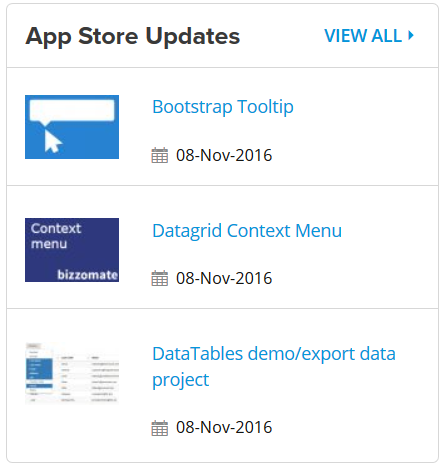 App Store Updates
VIEW ALL
Bootstrap Tooltip
08-Nov-2016
Context
menu
bizzomate
Datagrid Context Menu
08-Nov-2016
DataTables demo/export data
project
08-Nov-2016